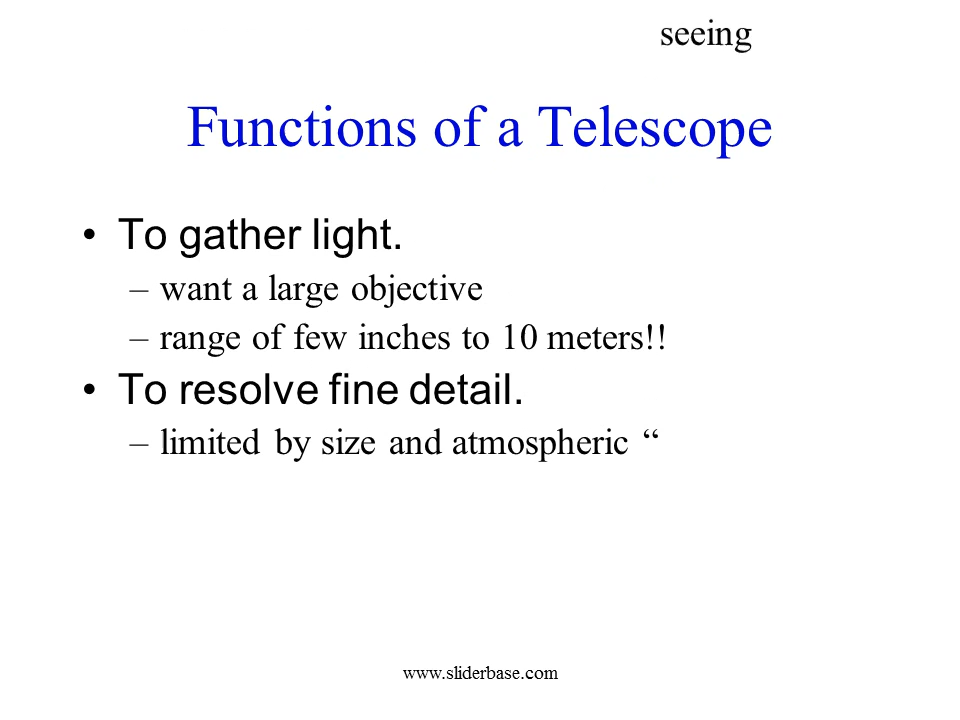 seeing
Functions of a Telescope
• To gather light.
– want a large objective
– range of few inches to 10 meters!!
• To resolve fine detail.
– limited by size and atmospheric “
www.sliderbase.com